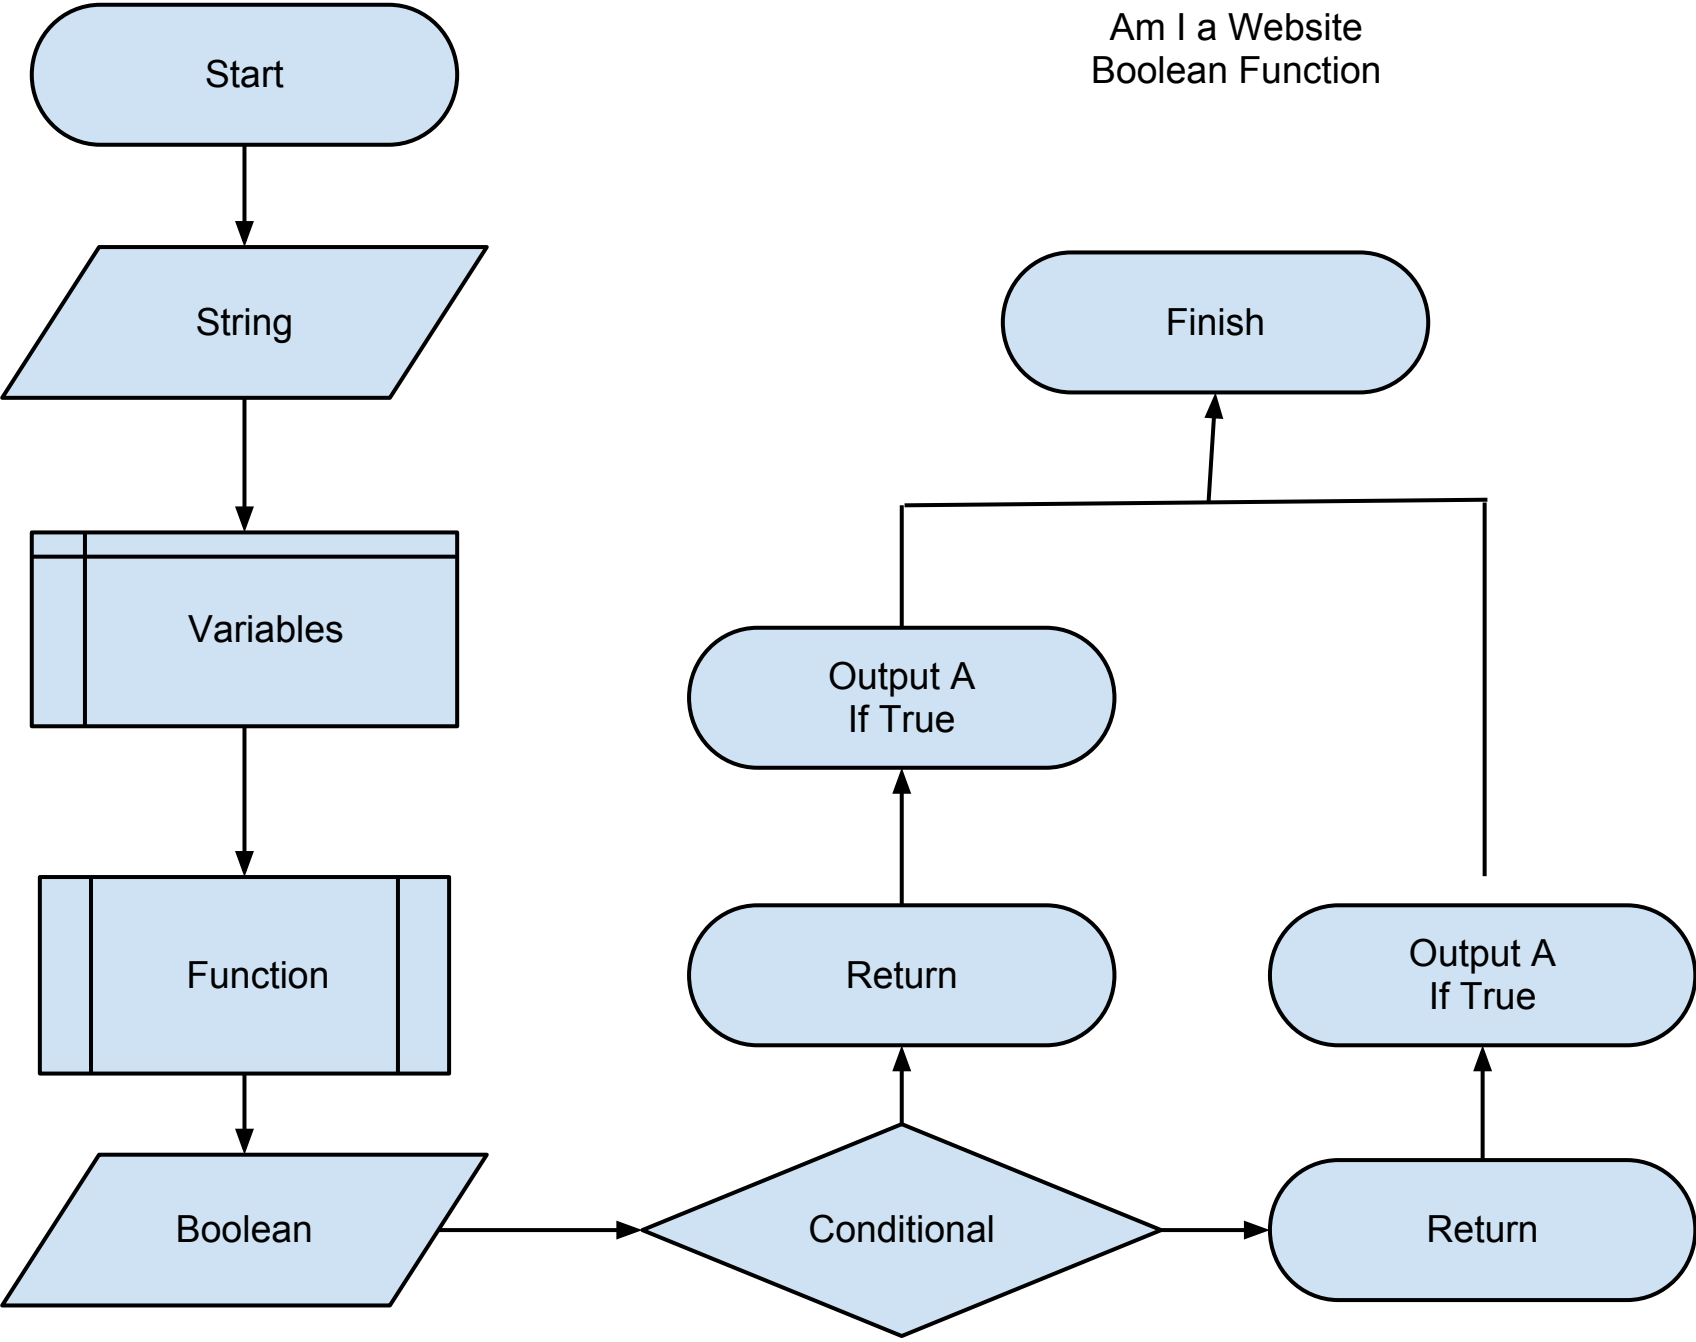 Am I a Website
Boolean Function
Start
String
Variables
Function
Boolean
Conditional
Return
Output A
If True
Return
Output A
If True
Finish